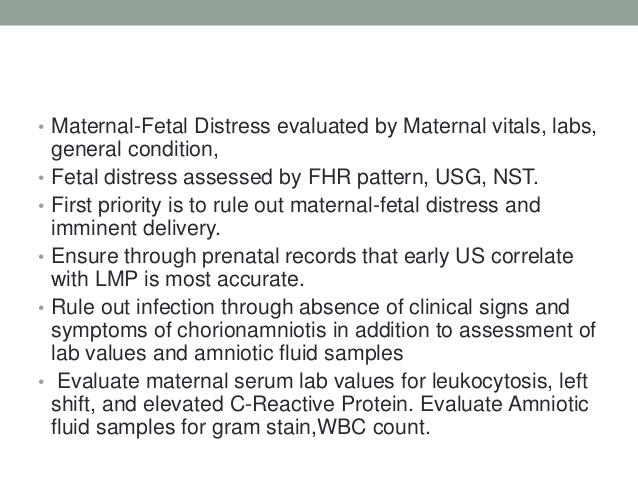 • Maternal-Fetal Distress evaluated by Maternal vitals, labs,
general condition,
• Fetal distress assessed by FHR pattern, USG, NST.
• First priority is to rule out maternal-fetal distress and
imminent delivery.
• Ensure through prenatal records that early US correlate
with LMP is most accurate.
• Rule out infection through absence of clinical signs and
symptoms of chorionamniotis in addition to assessment of
lab values and amniotic fluid samples
• Evaluate maternal serum lab values for leukocytosis, left
shift, and elevated C-Reactive Protein. Evaluate Amniotic
fluid samples for gram stain,WBC count.